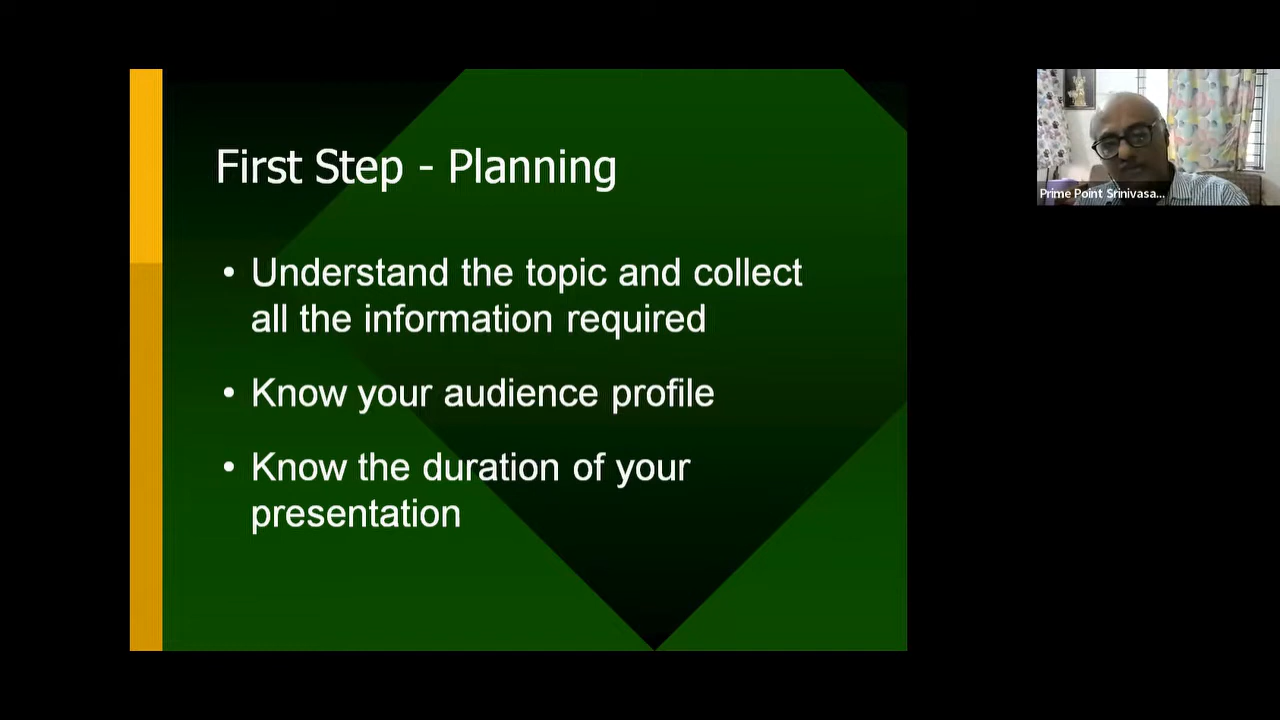 First Step - Planning
• Understand the topic and collect
all the information required
• Know your audience profile
• Know the duration of your
presentation
Prime Point Srinivasa...